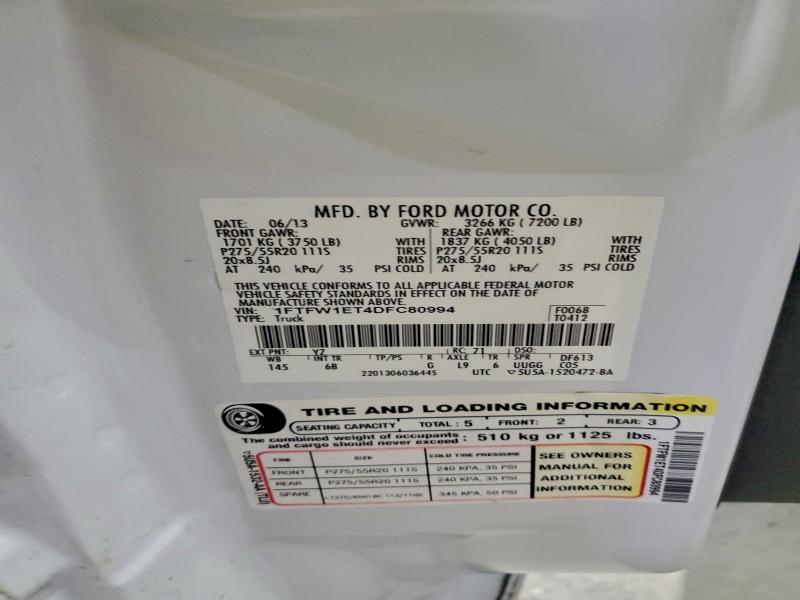 MFD. BY FORD MOTOR CO.
DATE: 06/13 GVWR: 3266 KG ( 7200 LB)
FRONT GAWR: REAR GAWR:
1701 KG ( 3750 LB) WITH 1837 KG ( 4050 LB) WITH
P275/55R20 111S TIRES P275/55R20 111S TIRES
20x8.5J RIMS 20x8.5J RIMS
AT 240 kPa/ 35 PSI COLD AT 240 kPa/ 35 PSI COLD
THIS VEHICLE CONFORMS TO ALL APPLICABLE FEDERAL MOTOR
VEHICLE SAFETY STANDARDS IN EFFECT ON THE DATE OF
MANUFACTURE SHOWN ABOVE.
VIN: 1FTFW1ET4DFC80994 F0068
TYPE: Truck T0412
EXT PNT: YZ RC: 71 DSO:
WB INT TR TP/PS R AXLE TR SPR DF613
145 6B G L9 6 UUGG C05
2201306036445 UTC 5U5A-1520472-BA
TIRE AND LOADING INFORMATION
SEATING CAPACITY TOTAL : 5 FRONT: 2 REAR: 3
The combined weight of occupants and cargo should never exceed : 510 kg or 1125 lbs.
TIRE SIZE COLD TIRE PRESSURE
FRONT P275/55R20 111S 240 KPA, 35 PSI
REAR P275/55R20 111S 240 KPA, 35 PSI
SPARE 345 KPA, 50 PSI
SEE OWNERS
MANUAL FOR
ADDITIONAL
INFORMATION
1FTFW1ET4DFC80994